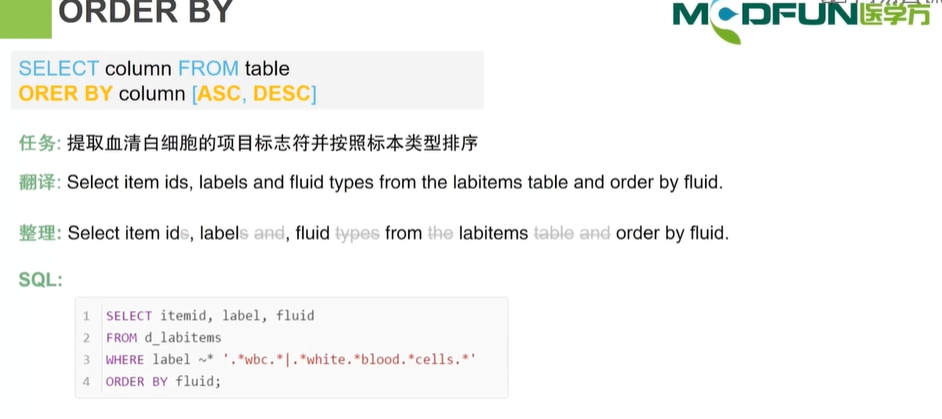 ORDER BY
MODFUN医学方
SELECT column FROM table
ORER BY column [ASC, DESC]
任务: 提取血清白细胞的项目标志符并按照标本类型排序
翻译: Select item ids, labels and fluid types from the labitems table and order by fluid.
整理: Select item ids, labels and, fluid types from the labitems table and order by fluid.
SQL:
1 SELECT itemid, label, fluid
2 FROM d_labitems
3 WHERE label ~* '.*wbc.*|.*white.*blood.*cells.*'
4 ORDER BY fluid;